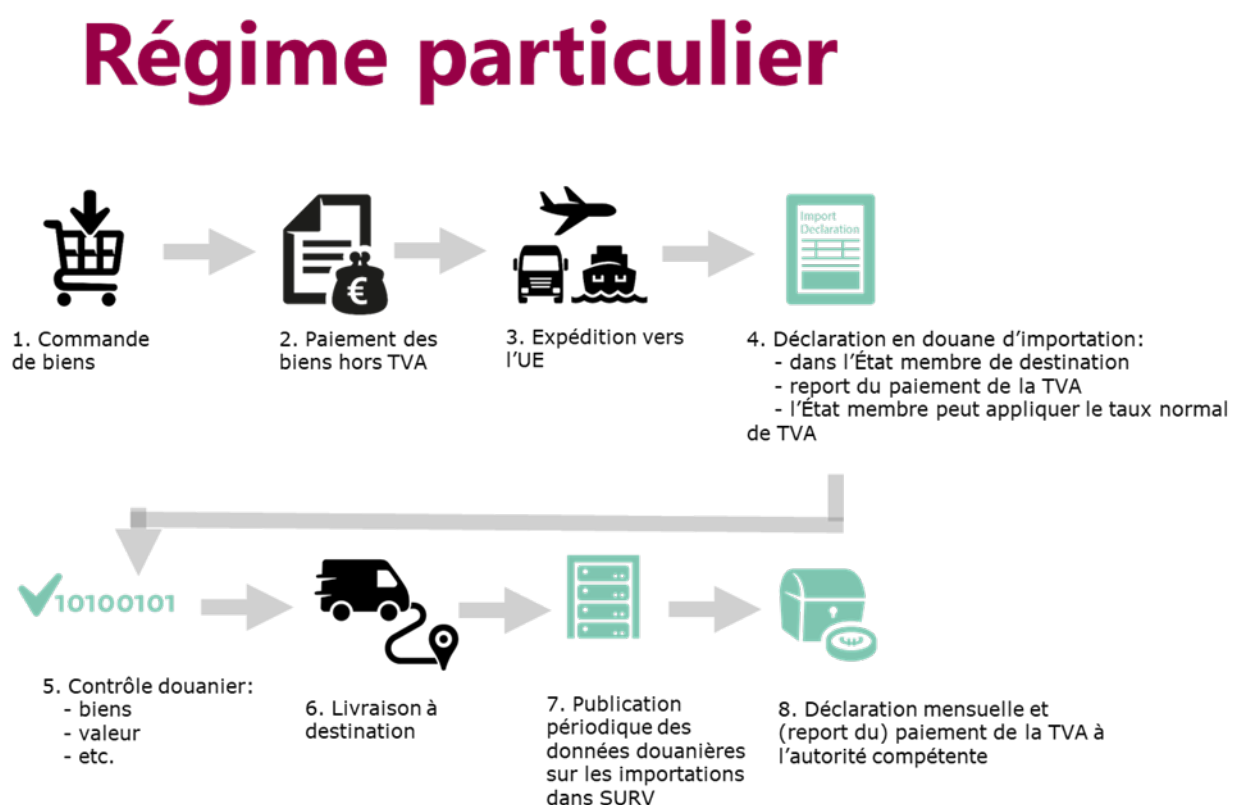 Régime particulier
Import
Declaration
€
1. Commande
de biens
2. Paiement des
biens hors TVA
3. Expédition vers
l’UE
4. Déclaration en douane d’importation:
- dans l’État membre de destination
- report du paiement de la TVA
- l’État membre peut appliquer le taux normal
de TVA
10100101
5. Contrôle douanier:
- biens
- valeur
- etc.
6. Livraison à
destination
7. Publication
périodique des
données douanières
sur les importations
dans SURV
8. Déclaration mensuelle et
(report du) paiement de la TVA à
l’autorité compétente